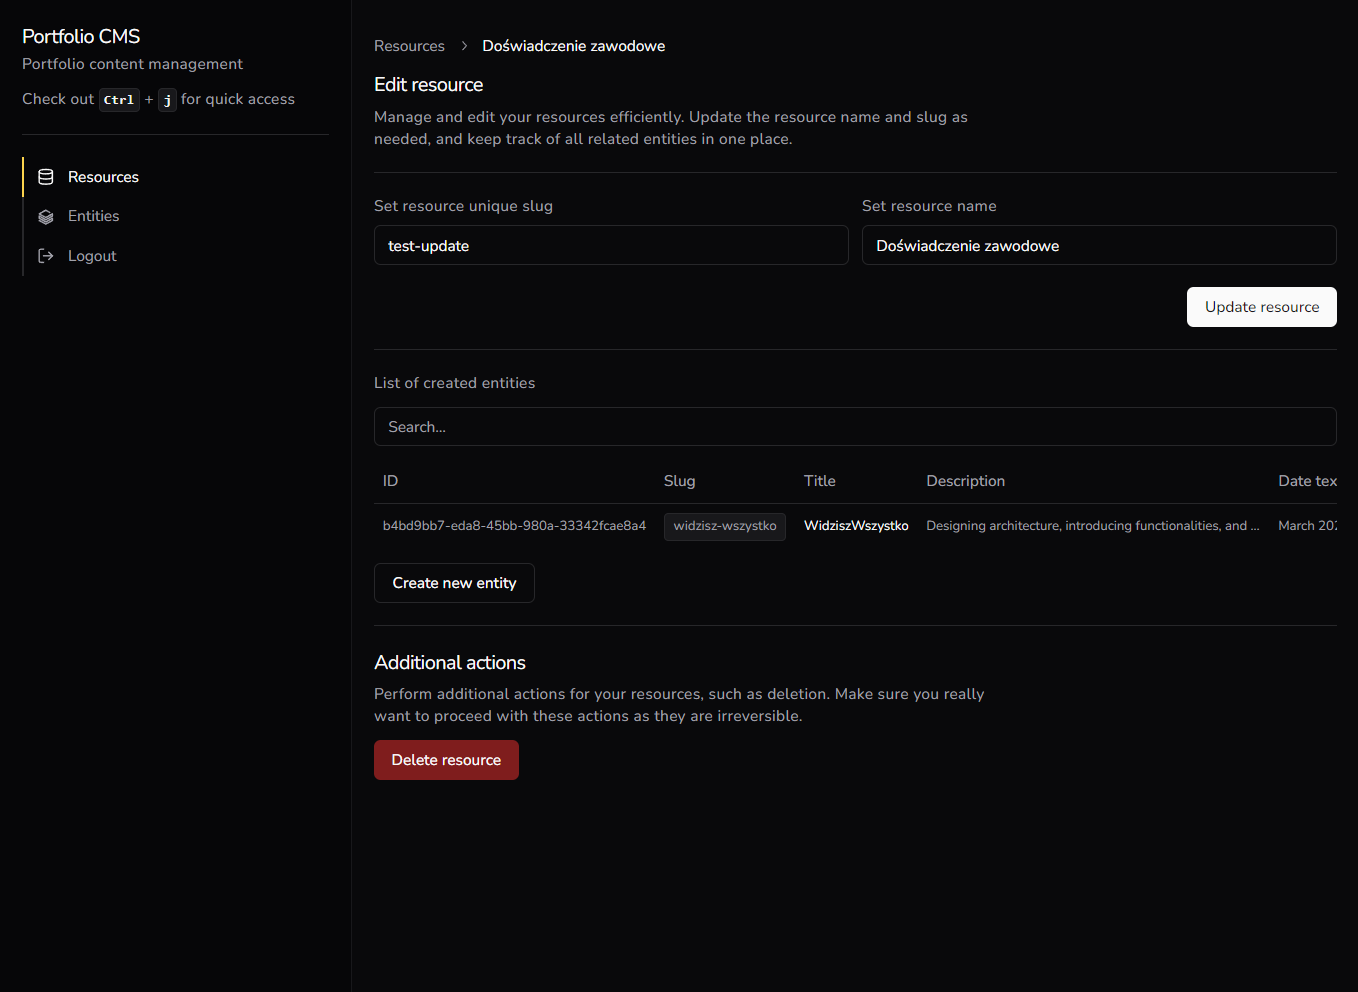 Portfolio CMS
Portfolio content management
Check out Ctrl + j for quick access
Resources
Entities
Logout
Resources > Doświadczenie zawodowe
Edit resource
Manage and edit your resources efficiently. Update the resource name and slug as
needed, and keep track of all related entities in one place.
Set resource unique slug
test-update
Set resource name
Doświadczenie zawodowe
Update resource
List of created entities
Search...
ID Slug Title Description Date tex
b4bd9bb7-eda8-45bb-980a-33342fcae8a4 widzisz-wszystko WidziszWszystko Designing architecture, introducing functionalities, and ... March 202
Create new entity
Additional actions
Perform additional actions for your resources, such as deletion. Make sure you really
want to proceed with these actions as they are irreversible.
Delete resource